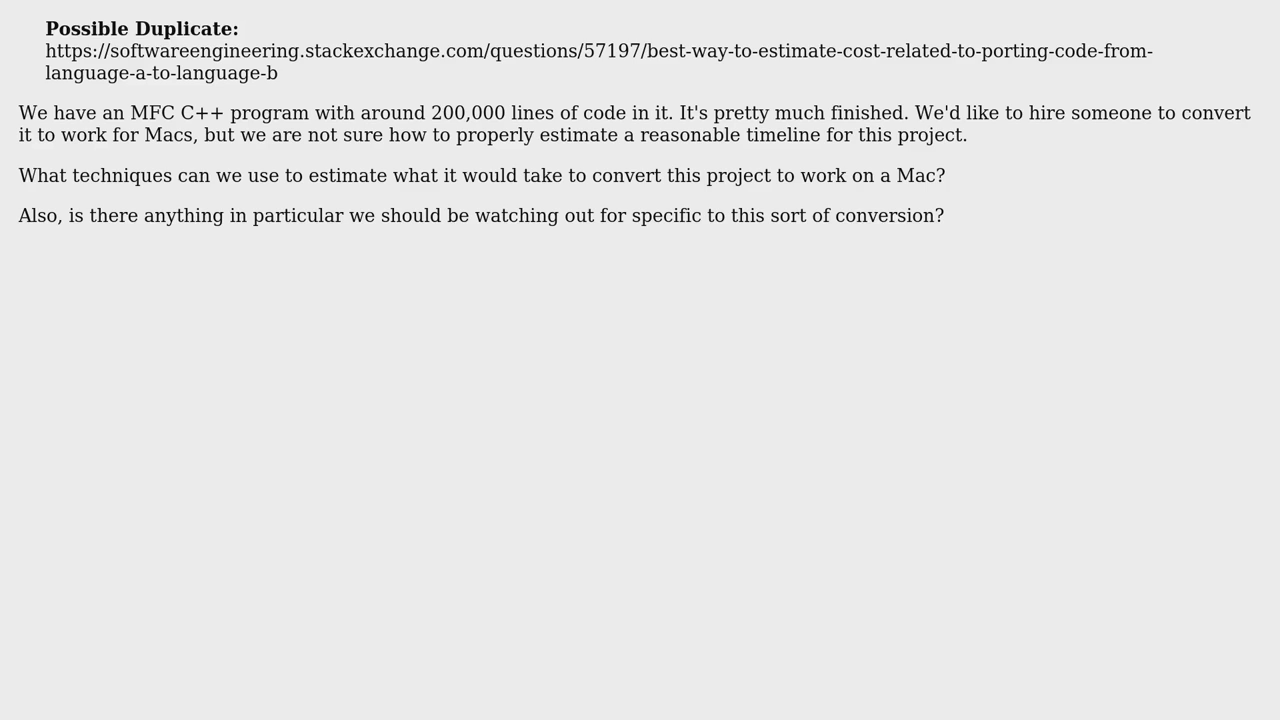 Possible Duplicate:
https://softwareengineering.stackexchange.com/questions/57197/best-way-to-estimate-cost-related-to-porting-code-from-
language-a-to-language-b
We have an MFC C++ program with around 200,000 lines of code in it. It's pretty much finished. We'd like to hire someone to convert
it to work for Macs, but we are not sure how to properly estimate a reasonable timeline for this project.
What techniques can we use to estimate what it would take to convert this project to work on a Mac?
Also, is there anything in particular we should be watching out for specific to this sort of conversion?